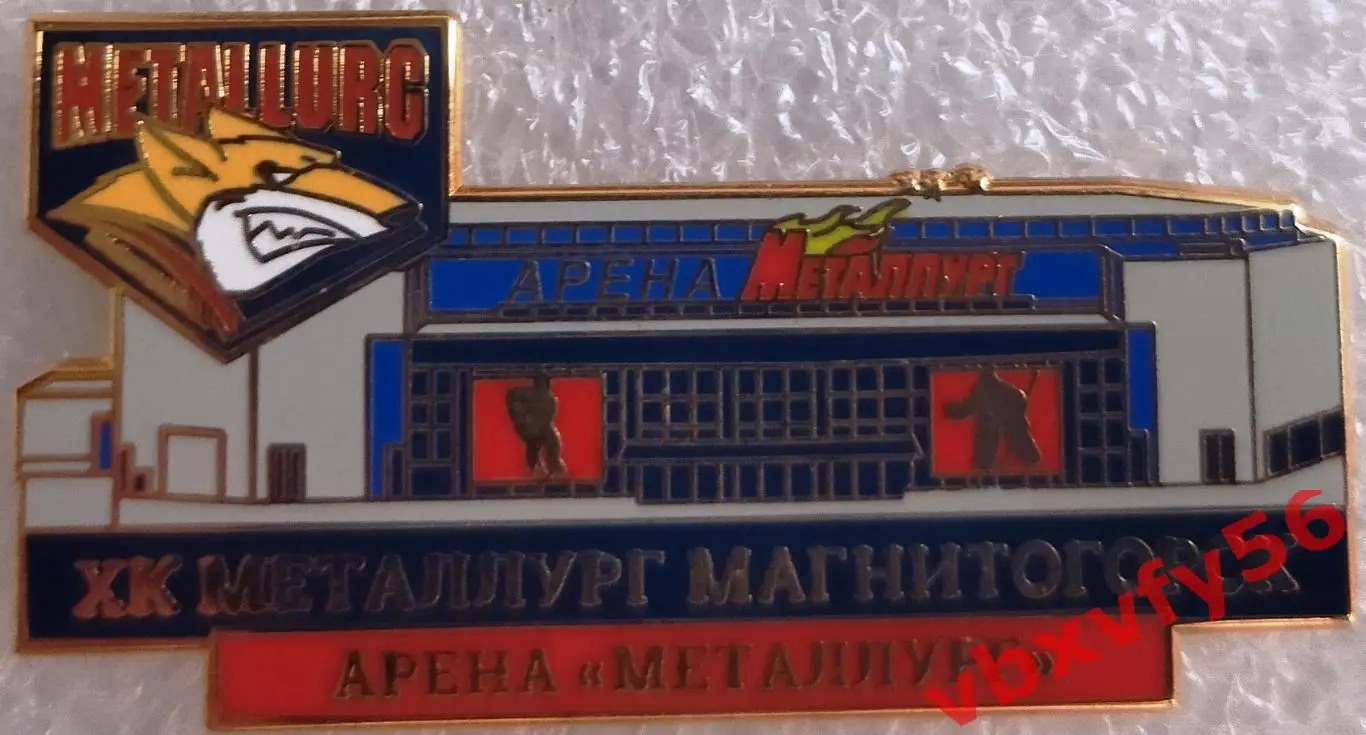 METALLURG
АРЕНА МЕТАЛЛУРГ
ХК МЕТАЛЛУРГ МАГНИТОГОРСК
АРЕНА «МЕТАЛЛУРГ»
vbxvfy56